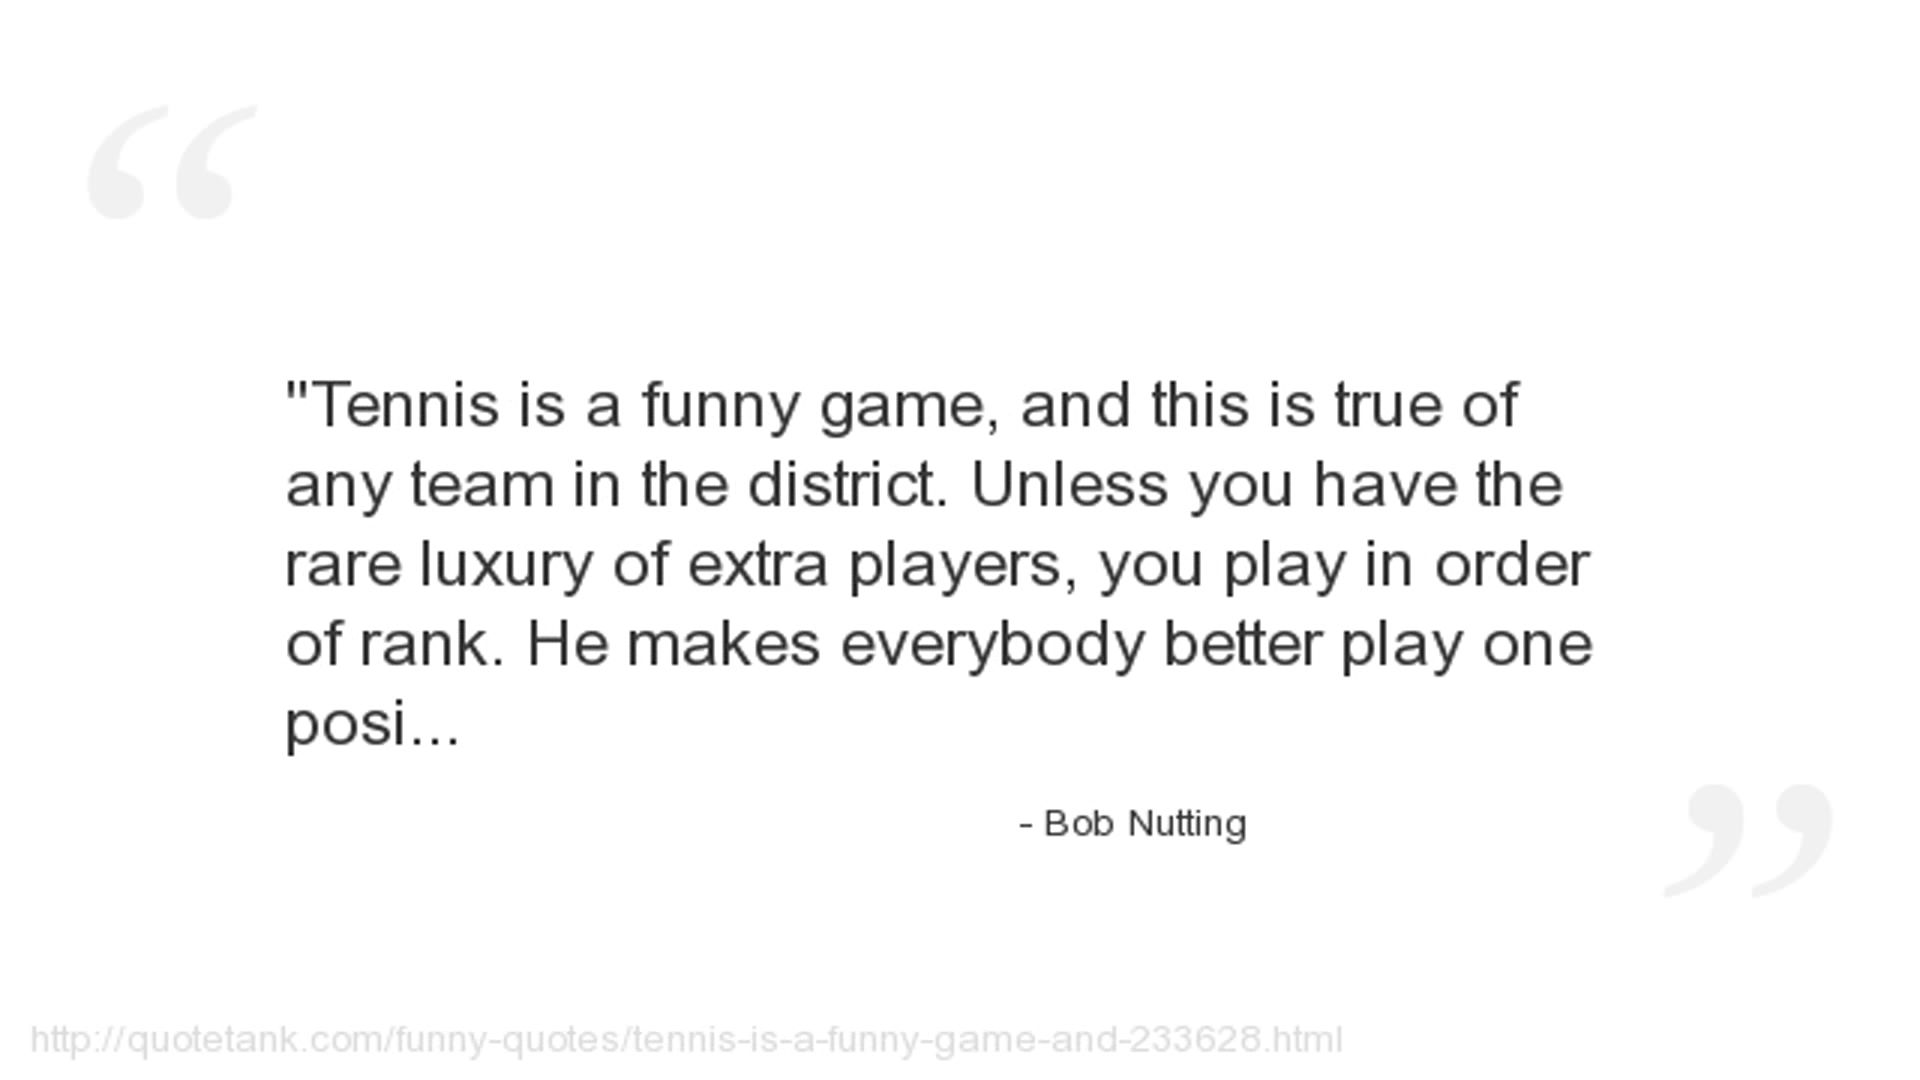 "Tennis is a funny game, and this is true of
any team in the district. Unless you have the
rare luxury of extra players, you play in order
of rank. He makes everybody better play one
posi...
- Bob Nutting
http://quotetank.com/funny-quotes/tennis-is-a-funny-game-and-233628.html